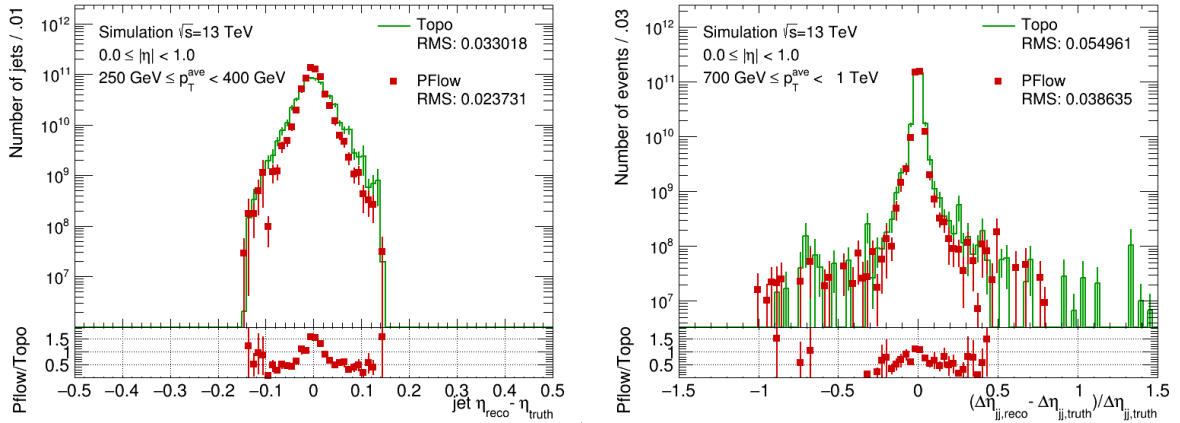 Number of jets / .01
10^12
10^11
10^10
10^9
10^8
10^7
Simulation √s=13 TeV
0.0 ≤ |η| < 1.0
250 GeV ≤ p_T^ave < 400 GeV
Topo
RMS: 0.033018
PFlow
RMS: 0.023731
Pflow/Topo
1.5
1
0.5
−0.5 −0.4 −0.3 −0.2 −0.1 0 0.1 0.2 0.3 0.4 0.5
jet η_reco - η_truth
Number of events / .03
10^12
10^11
10^10
10^9
10^8
10^7
Simulation √s=13 TeV
0.0 ≤ |η| < 1.0
700 GeV ≤ p_T^ave < 1 TeV
Topo
RMS: 0.054961
PFlow
RMS: 0.038635
PFlow/Topo
1.5
1
0.5
−1.5 −1 −0.5 0 0.5 1 1.5
(Δη_jj,reco - Δη_jj,truth)/Δη_jj,truth